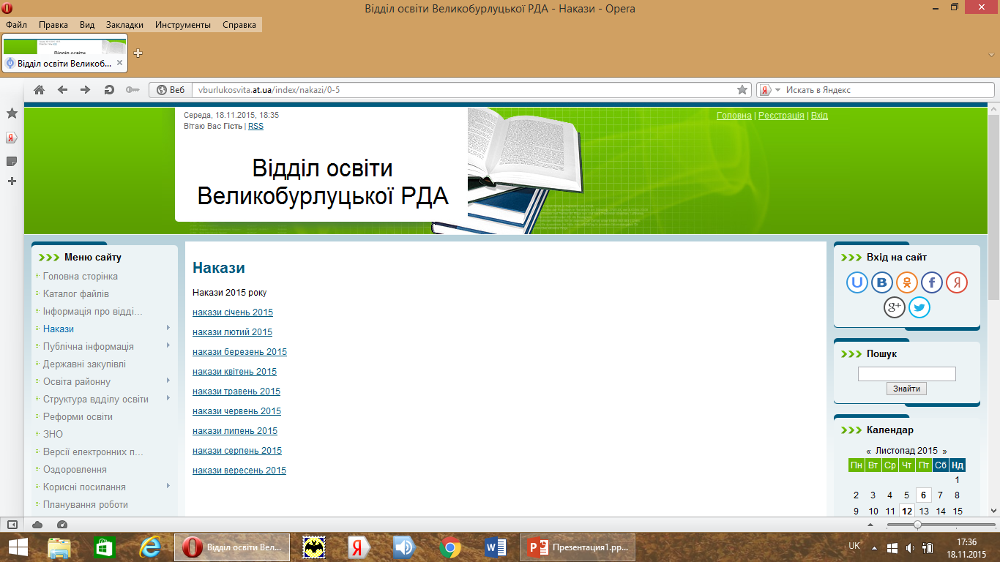 Відділ освіти Великобурлуцької РДА - Накази - Opera
Файл Правка Вид Закладки Инструменты Справка
Відділ освіти
Відділ освіти Великоб...
Веб vburlukosvita.at.ua/index/nakazi/0-5 Искать в Яндекс
Середа, 18.11.2015, 18:35
Вітаю Вас Гість | RSS
Головна | Реєстрація | Вхід
Відділ освіти
Великобурлуцької РДА
Меню сайту
Головна сторінка
Каталог файлів
Інформація про відді...
Накази
Публічна інформація
Державні закупівлі
Освіта районну
Структура вдділу освіти
Реформи освіти
ЗНО
Версії електронних п...
Оздоровлення
Корисні посилання
Планування роботи
Накази
Накази 2015 року
накази січень 2015
накази лютий 2015
накази березень 2015
накази квітень 2015
накази травень 2015
накази червень 2015
накази липень 2015
накази серпень 2015
накази вересень 2015
Вхід на сайт
Пошук
Знайти
Календар
« Листопад 2015 »
Пн Вт Ср Чт Пт Сб Нд
1
2 3 4 5 6 7 8
9 10 11 12 13 14 15
Відділ освіти Вел...
Презентация1.pp...
UK
17:36
18.11.2015